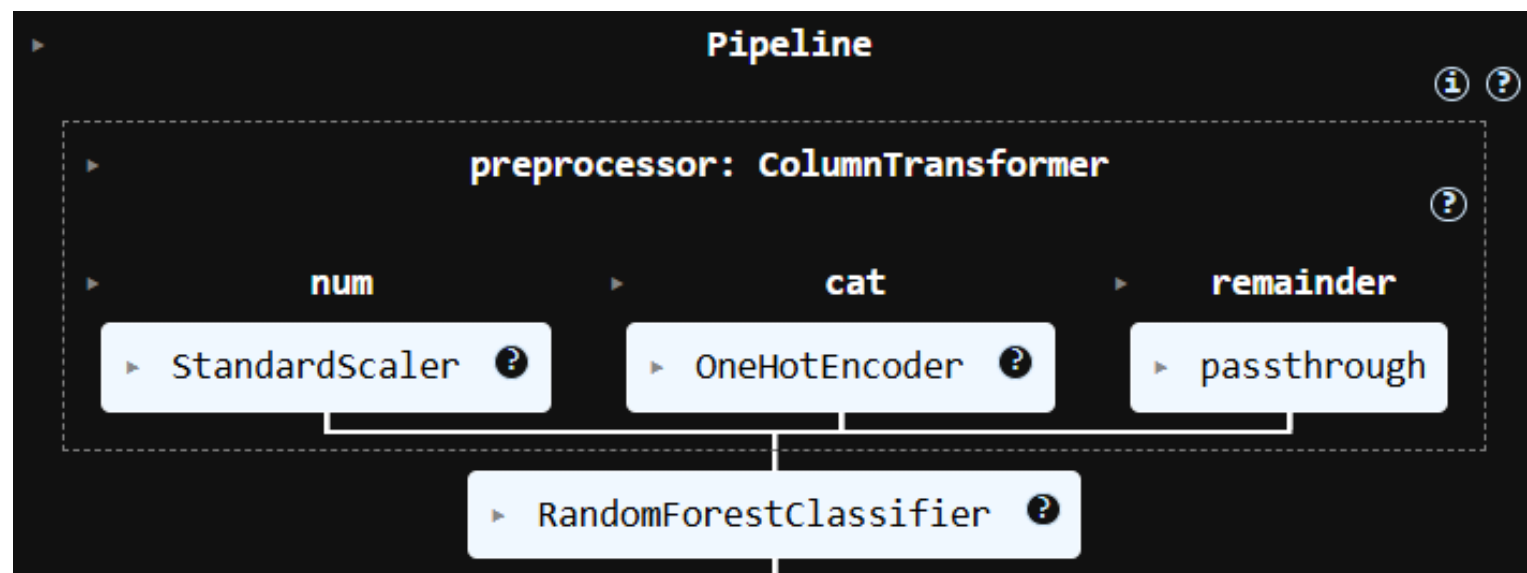 Pipeline
i ?
preprocessor: ColumnTransformer
?
num cat remainder
StandardScaler ? OneHotEncoder ? passthrough
RandomForestClassifier ?